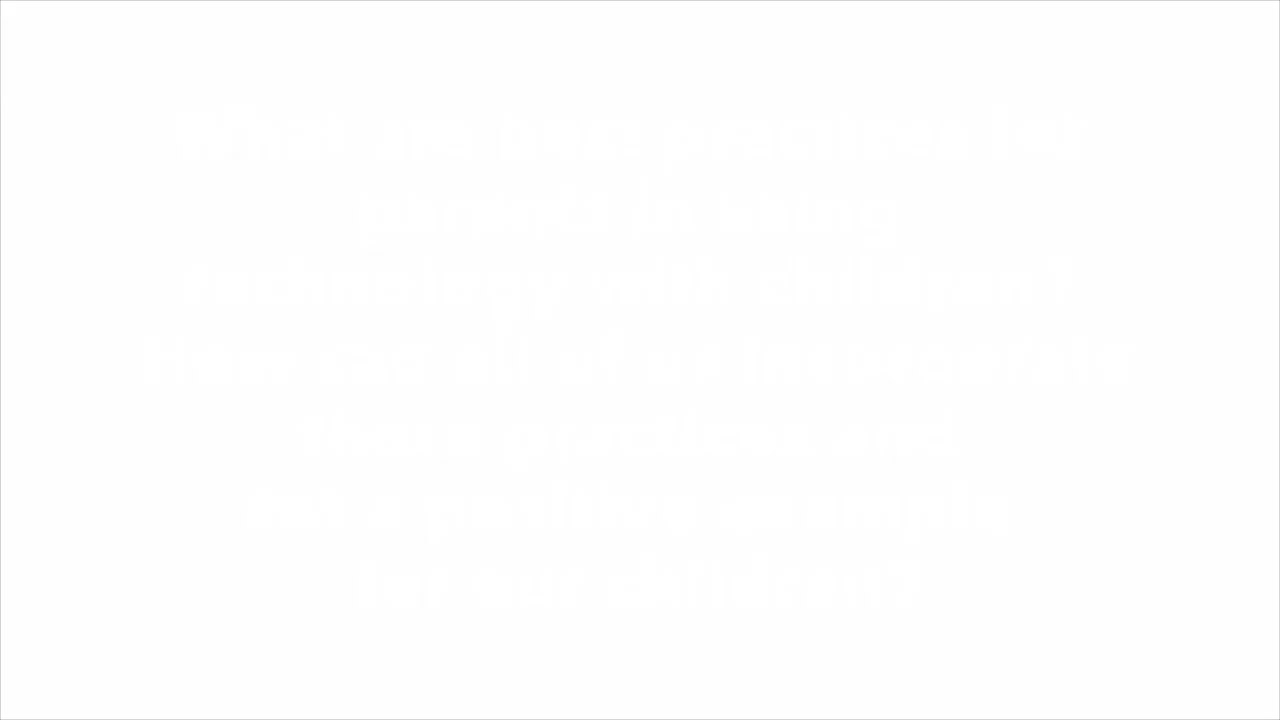 What are best practices for
parents in using
technology with children?
How can all of us incorporate
these practices and
set a positive example
for our children?